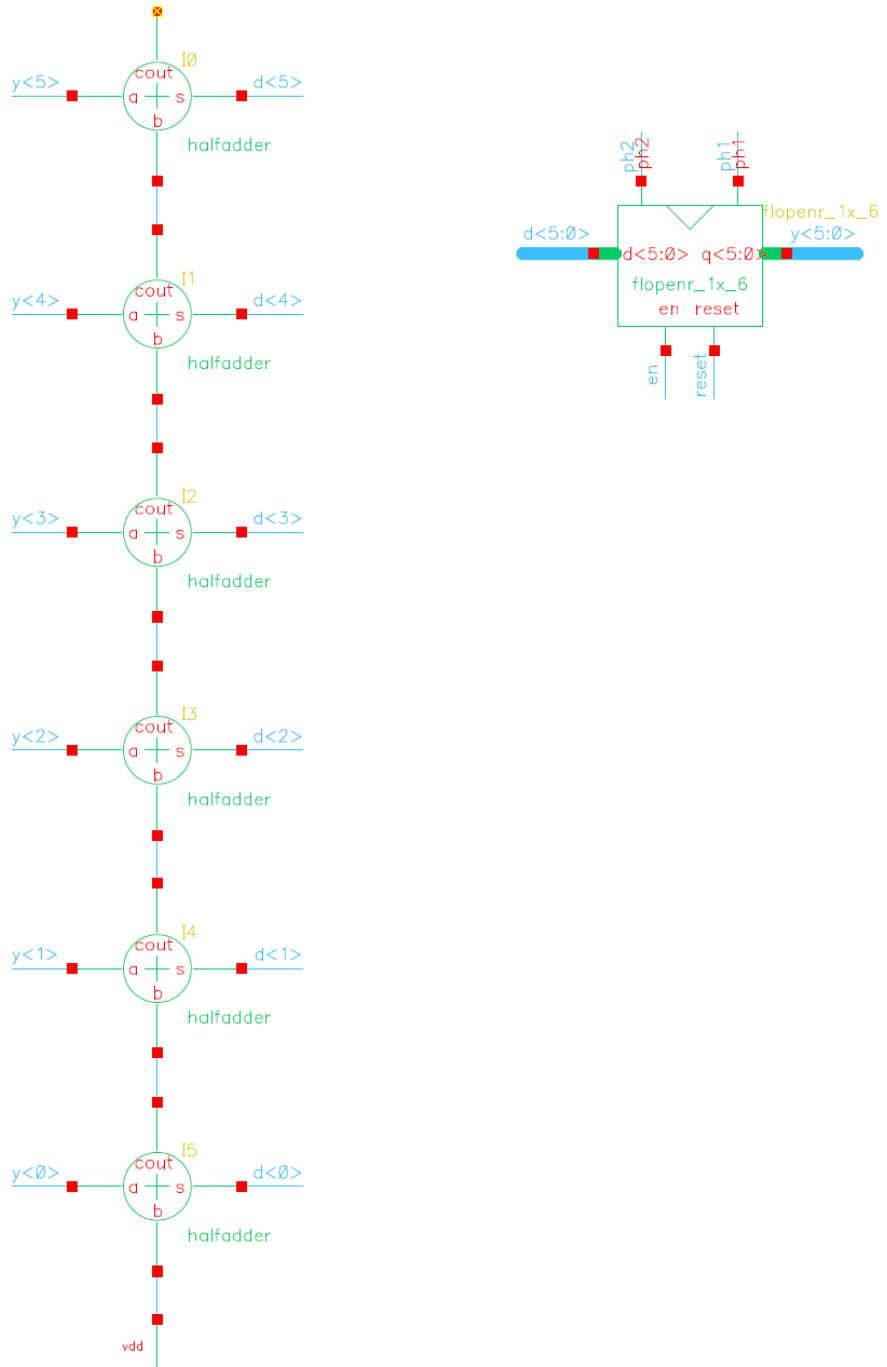 I0
cout
y<5> a s d<5>
b
halfadder
I1
cout
y<4> a s d<4>
b
halfadder
I2
cout
y<3> a s d<3>
b
halfadder
I3
cout
y<2> a s d<2>
b
halfadder
I4
cout
y<1> a s d<1>
b
halfadder
I5
cout
y<0> a s d<0>
b
halfadder
vdd
ph2 ph2 ph1 ph1
flopenr_1x_6
d<5:0> y<5:0>
d<5:0> q<5:0>
flopenr_1x_6
en reset
en reset